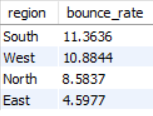 region bounce_rate
South 11.3636
West 10.8844
North 8.5837
East 4.5977